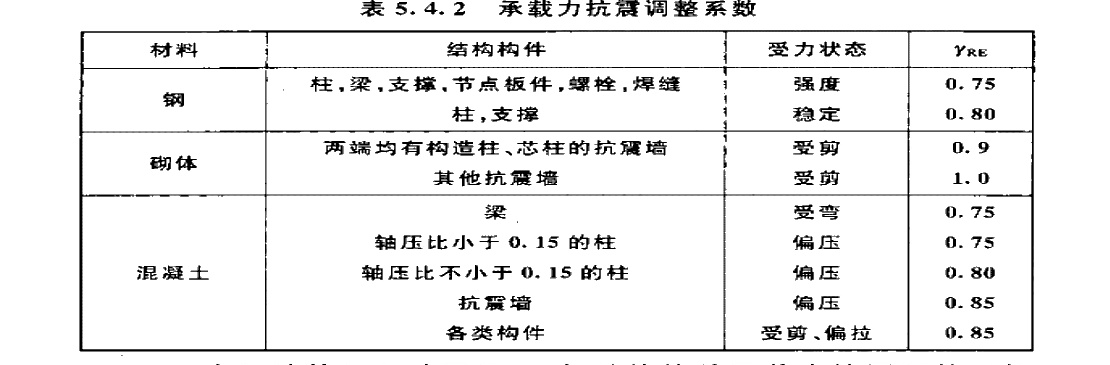 表 5.4.2 承载力抗震调整系数
材料 结构构件 受力状态 γRE
钢 柱,梁,支撑,节点板件,螺栓,焊缝 强度 0.75
柱,支撑 稳定 0.80
砌体 两端均有构造柱、芯柱的抗震墙 受剪 0.9
其他抗震墙 受剪 1.0
混凝土 梁 受弯 0.75
轴压比小于 0.15 的柱 偏压 0.75
轴压比不小于 0.15 的柱 偏压 0.80
抗震墙 偏压 0.85
各类构件 受剪、偏拉 0.85